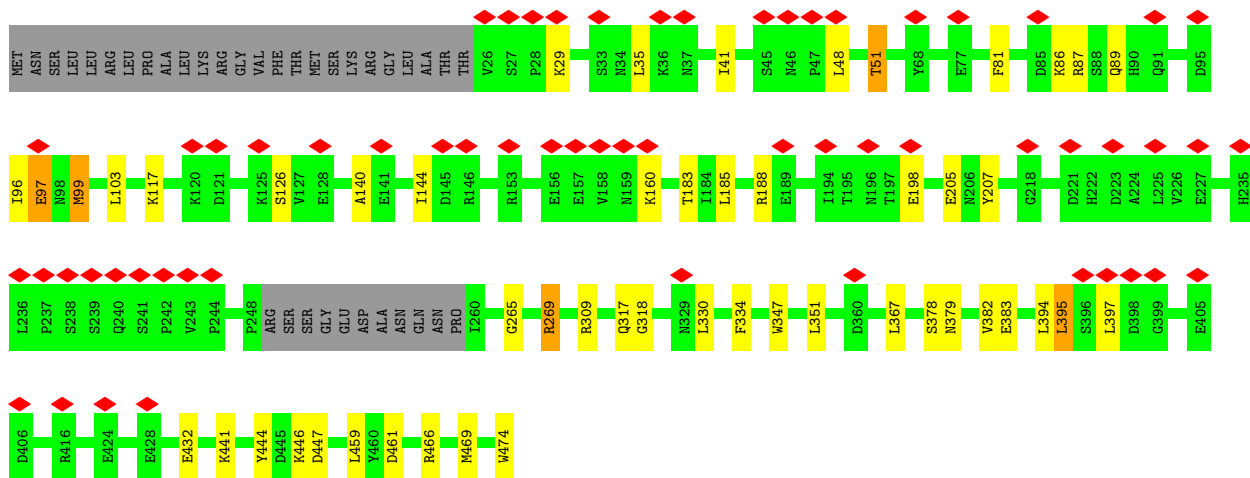 MET ASN SER LEU LEU ARG LEU PRO ALA LEU LYS ARG GLY VAL PHE THR MET SER LYS ARG GLY LEU ALA THR THR V26 S27 P28 K29 S33 N34 L35 K36 N37 I41 S45 N46 P47 L48 T51 Y68 E77 F81 D85 K86 R87 S88 Q89 H90 Q91 D95
I96 E97 N98 M99 L103 K117 K120 D121 K125 S126 V127 E128 A140 E141 I144 D145 R146 R153 E156 E157 V158 N159 K160 T183 I184 L185 R188 E189 I194 T195 N196 T197 E198 E205 N206 Y207 G218 D221 H222 D223 A224 L225 V226 E227 H235
L236 P237 S238 S239 Q240 S241 P242 V243 P244 P248 ARG SER SER GLY GLU ASP ALA ASN GLN ASN PRO I260 G265 R269 R309 Q317 G318 N329 L330 F334 W347 L351 D360 L367 S378 N379 V382 E383 L394 L395 S396 L397 D398 G399 E405
D406 R416 E424 E428 E432 K441 Y444 D445 K446 D447 L459 Y460 D461 R466 M469 W474